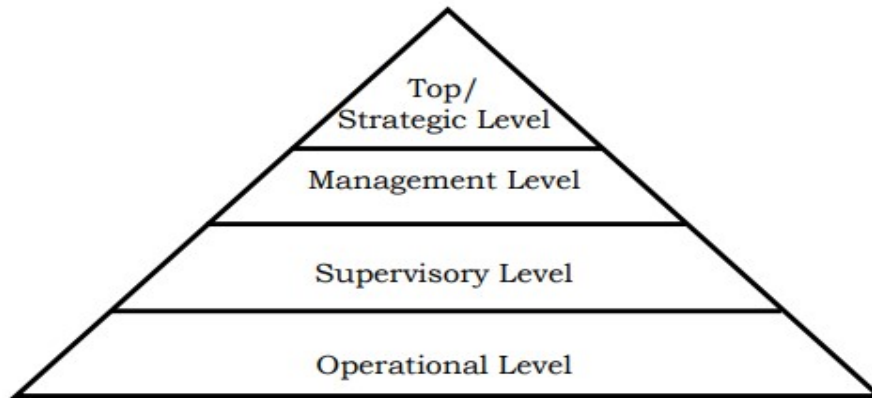 Top/
Strategic Level
Management Level
Supervisory Level
Operational Level